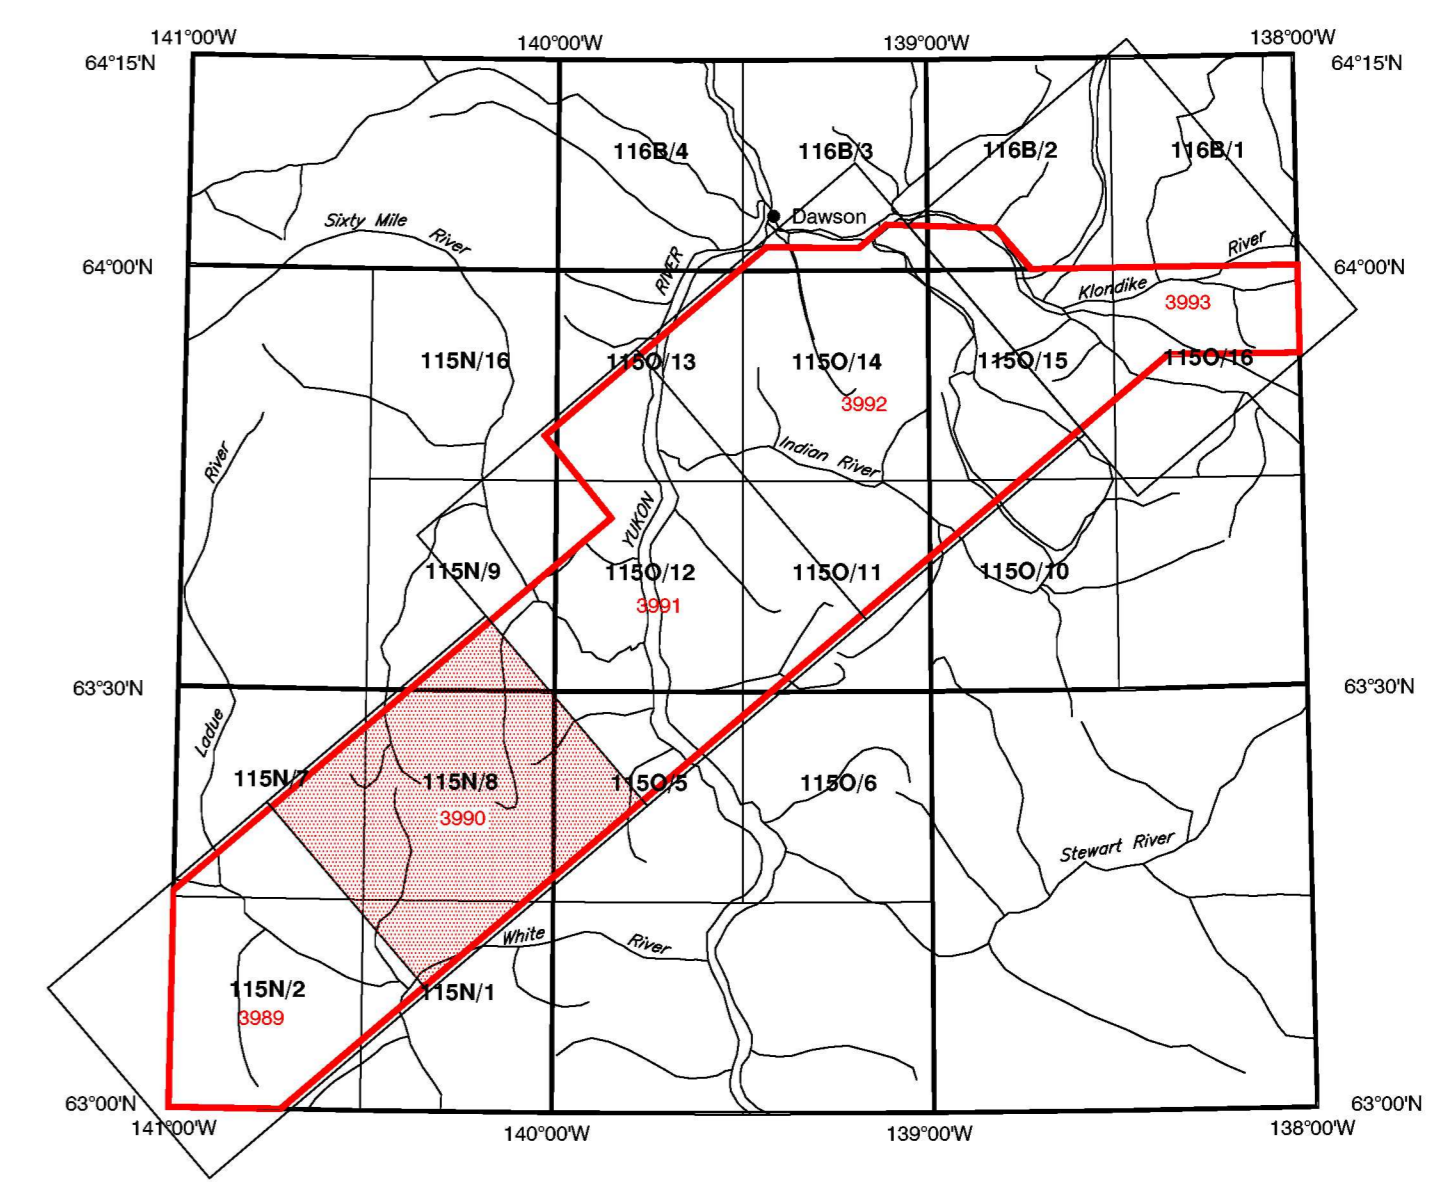 141°00'W 140°00'W 139°00'W 138°00'W
64°15'N 64°15'N
116B/4 116B/3 116B/2 116B/1
Dawson
Sixty Mile River
River
64°00'N 64°00'N
RIVER
Klondike
3993
115N/16 115O/13 115O/14 115O/15 115O/16
3992
Indian River
River
YUKON
115N/9 115O/12 115O/11 115O/10
3991
63°30'N 63°30'N
Ladue
115N/7 115N/8 115O/5 115O/6
3990
Stewart River
White River
115N/2 115N/1
3989
63°00'N 63°00'N
141°00'W 140°00'W 139°00'W 138°00'W